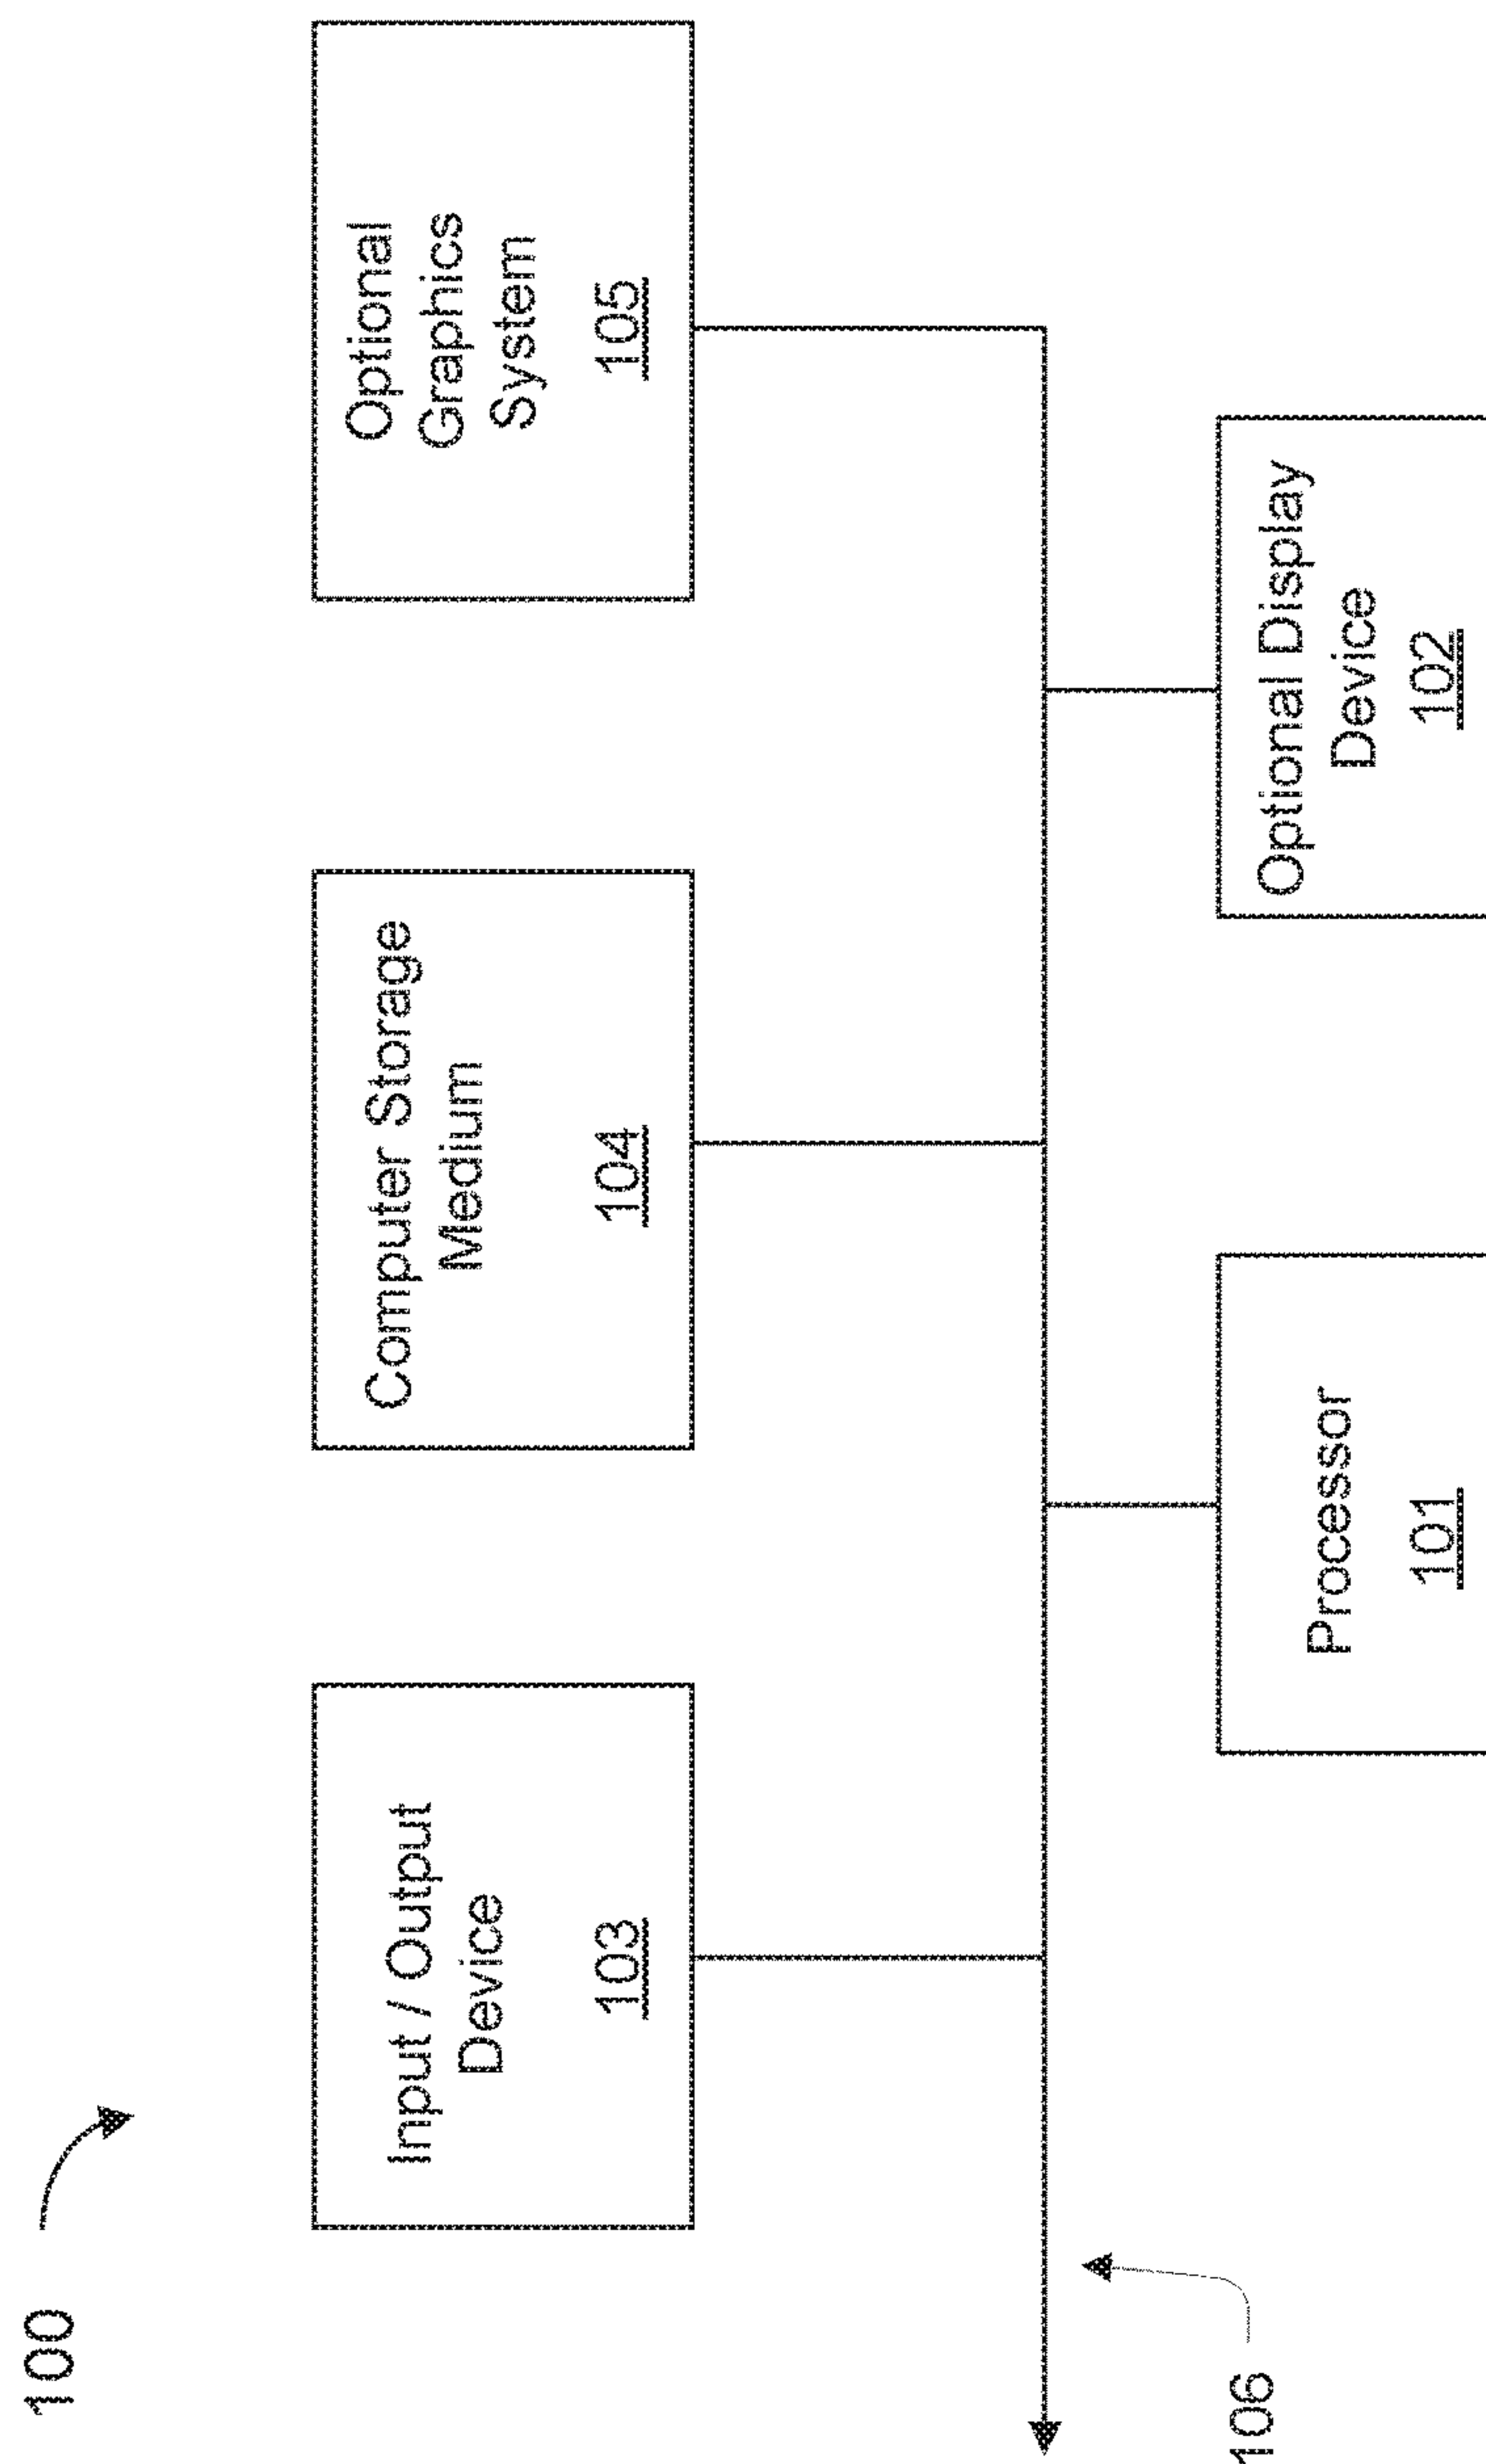 100
Input / Output
Device
103
Computer Storage
Medium
104
Optional
Graphics
System
105
106
Processor
101
Optional Display
Device
102